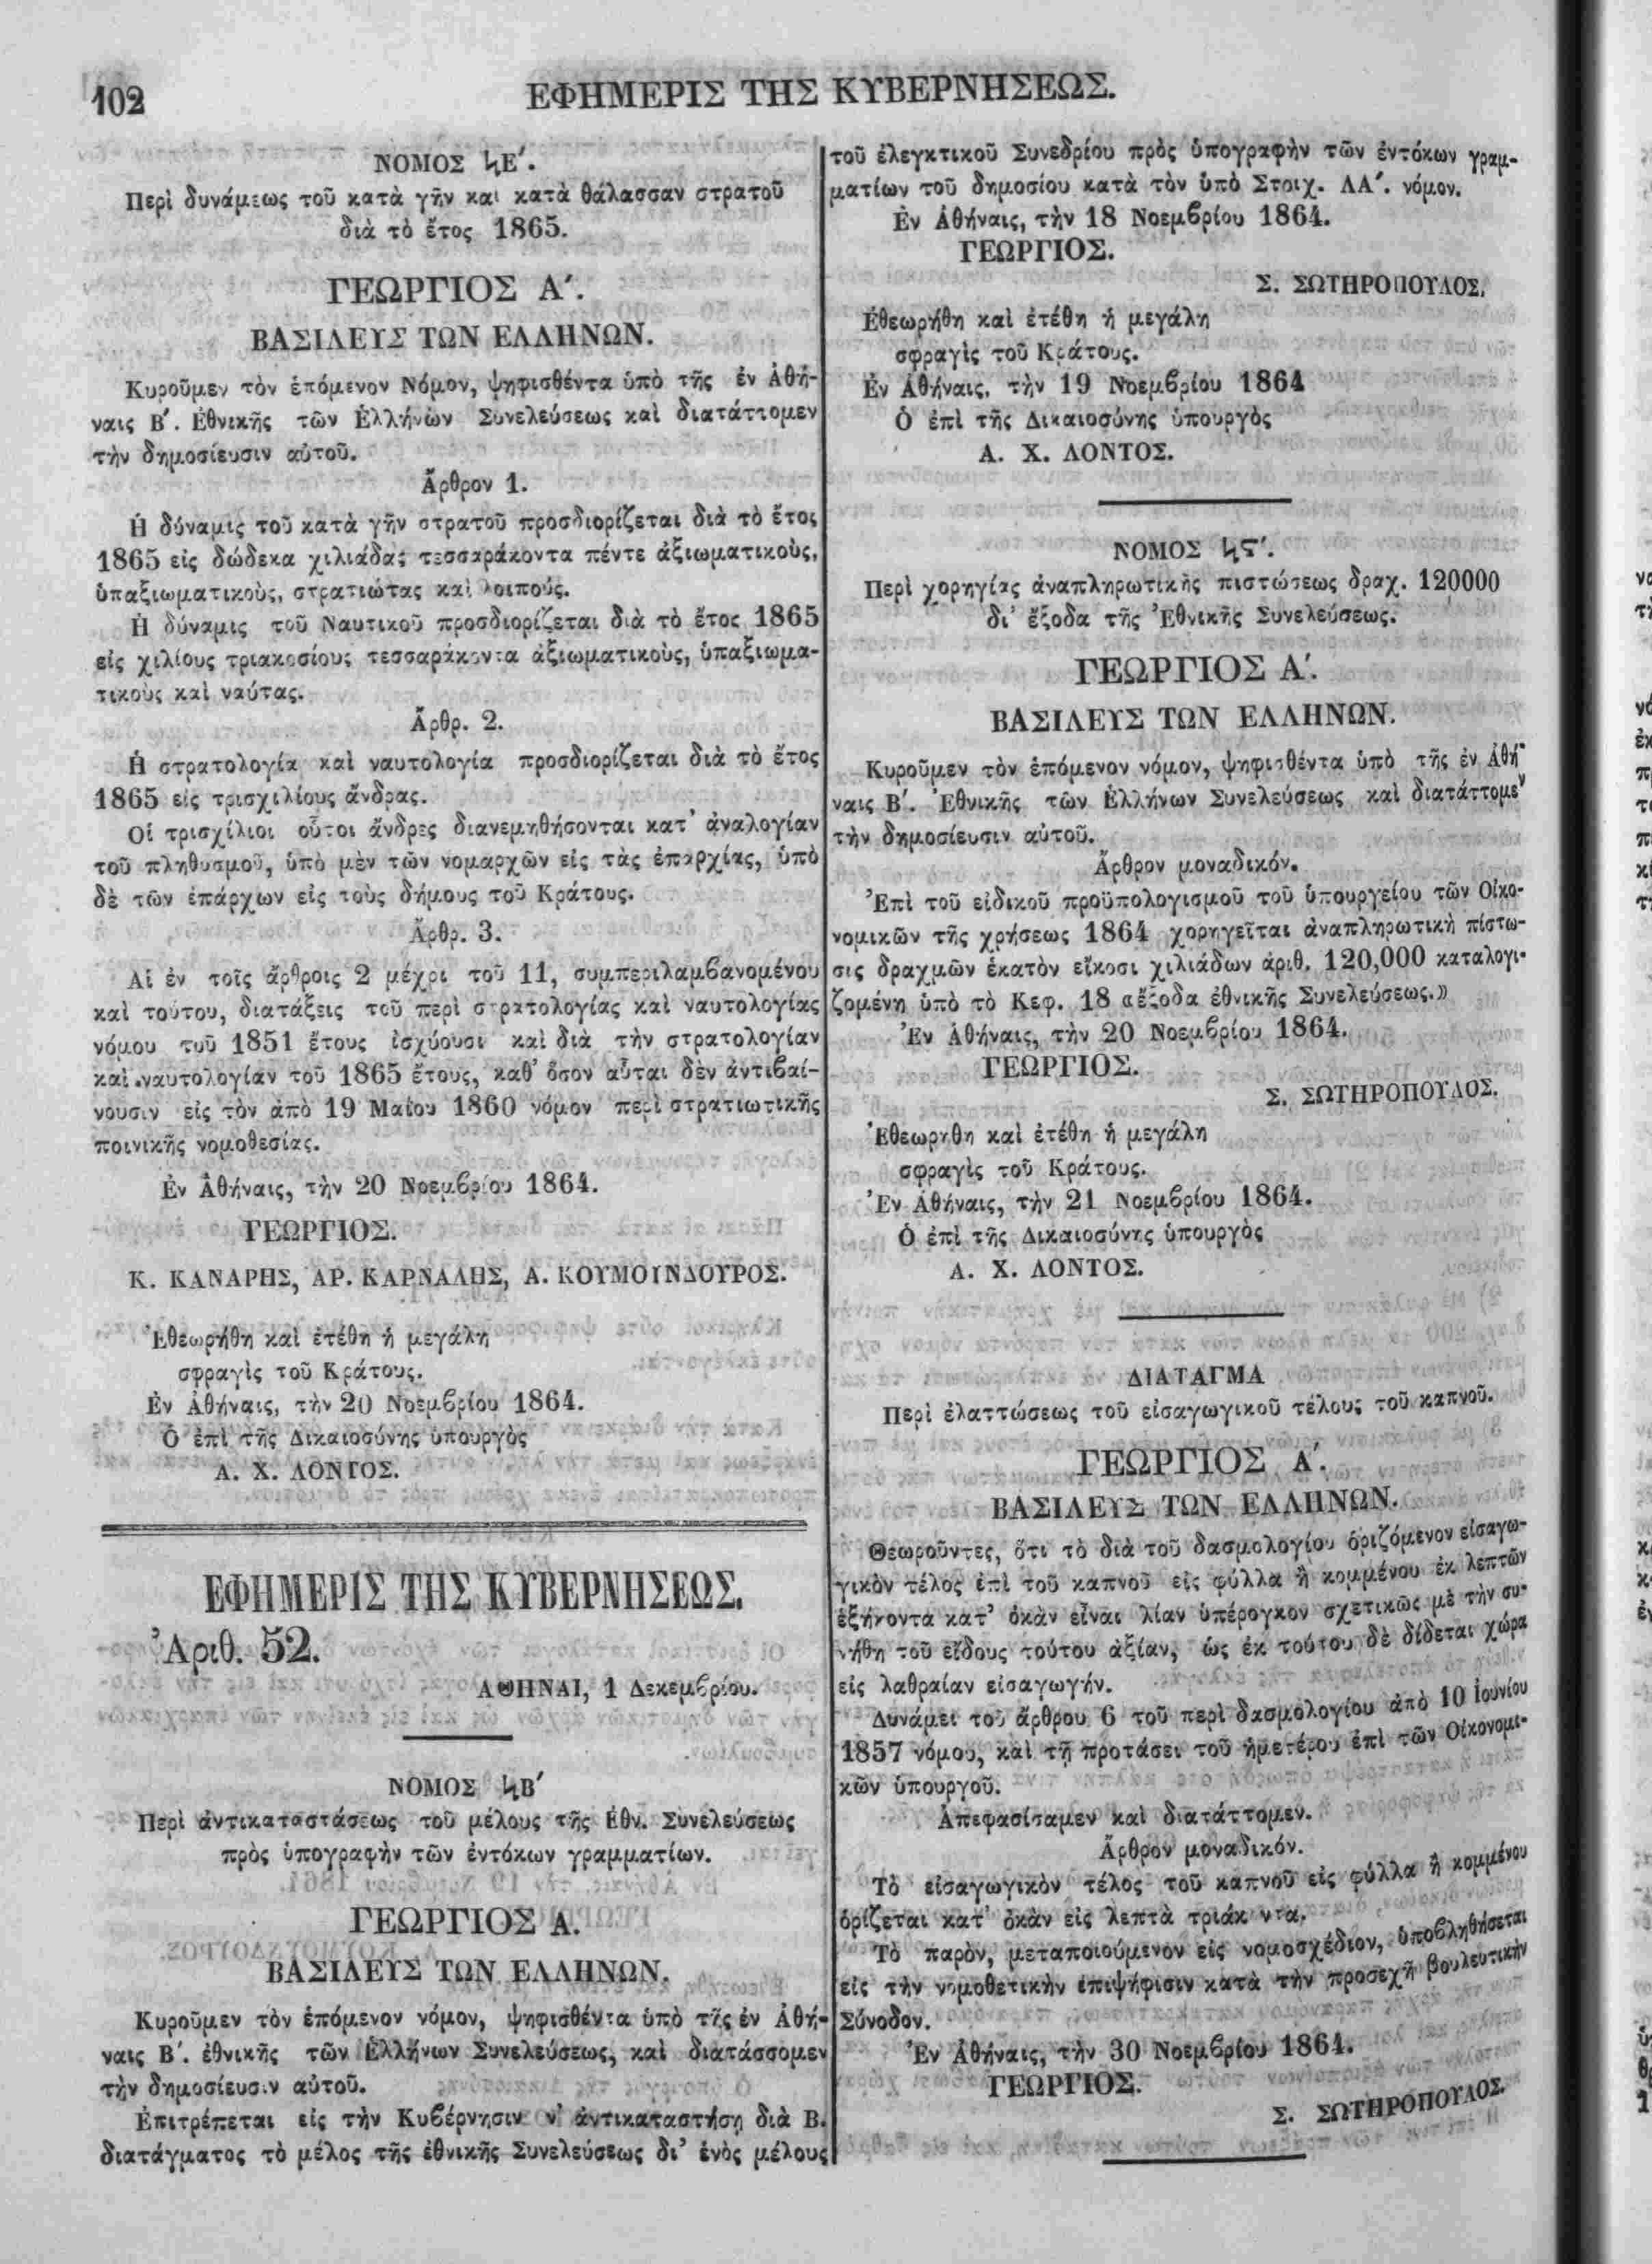 102
ΕΦΗΜΕΡΙΣ ΤΗΣ ΚΥΒΕΡΝΗΣΕΩΣ.
ΝΟΜΟΣ ϞΕʹ.
Περὶ δυνάμεως τοῦ κατὰ γῆν καὶ κατὰ θάλασσαν στρατοῦ
διὰ τὸ ἔτος 1865.
ΓΕΩΡΓΙΟΣ Αʹ.
ΒΑΣΙΛΕΥΣ ΤΩΝ ΕΛΛΗΝΩΝ.
Κυροῦμεν τὸν ἑπόμενον Νόμον, ψηφισθέντα ὑπὸ τῆς ἐν Ἀθή-
ναις Βʹ. Ἐθνικῆς τῶν Ἑλλήνων Συνελεύσεως καὶ διατάττομεν
τὴν δημοσίευσιν αὐτοῦ.
Ἄρθρον 1.
Ἡ δύναμις τοῦ κατὰ γῆν στρατοῦ προσδιορίζεται διὰ τὸ ἔτος
1865 εἰς δώδεκα χιλιάδας τεσσαράκοντα πέντε ἀξιωματικοὺς,
ὑπαξιωματικοὺς, στρατιώτας καὶ λοιπούς.
Ἡ δύναμις τοῦ Ναυτικοῦ προσδιορίζεται διὰ τὸ ἔτος 1865
εἰς χιλίους τριακοσίους τεσσαράκοντα ἀξιωματικοὺς, ὑπαξιωμα-
τικοὺς καὶ ναύτας.
Ἄρθρ. 2.
Ἡ στρατολογία καὶ ναυτολογία προσδιορίζεται διὰ τὸ ἔτος
1865 εἰς τρισχιλίους ἄνδρας.
Οἱ τρισχίλιοι οὗτοι ἄνδρες διανεμηθήσονται κατ' ἀναλογίαν
τοῦ πληθυσμοῦ, ὑπὸ μὲν τῶν νομαρχῶν εἰς τὰς ἐπαρχίας, ὑπὸ
δὲ τῶν ἐπάρχων εἰς τοὺς δήμους τοῦ Κράτους.
Ἄρθρ. 3.
Αἱ ἐν τοῖς ἄρθροις 2 μέχρι τοῦ 11, συμπεριλαμβανομένου
καὶ τούτου, διατάξεις τοῦ περὶ στρατολογίας καὶ ναυτολογίας
νόμου τοῦ 1851 ἔτους ἰσχύουσι καὶ διὰ τὴν στρατολογίαν
καὶ ναυτολογίαν τοῦ 1865 ἔτους, καθ' ὅσον αὗται δὲν ἀντιβαί-
νουσιν εἰς τὸν ἀπὸ 19 Μαΐου 1860 νόμον περὶ στρατιωτικῆς
ποινικῆς νομοθεσίας.
Ἐν Ἀθήναις, τὴν 20 Νοεμβρίου 1864.
ΓΕΩΡΓΙΟΣ.
Κ. ΚΑΝΑΡΗΣ, ΑΡ. ΚΑΡΝΑΛΗΣ, Α. ΚΟΥΜΟΥΝΔΟΥΡΟΣ.
Ἐθεωρήθη καὶ ἐτέθη ἡ μεγάλη
σφραγὶς τοῦ Κράτους.
Ἐν Ἀθήναις, τὴν 20 Νοεμβρίου 1864.
Ὁ ἐπὶ τῆς Δικαιοσύνης ὑπουργὸς
Α. Χ. ΛΟΝΤΟΣ.
ΕΦΗΜΕΡΙΣ ΤΗΣ ΚΥΒΕΡΝΗΣΕΩΣ.
Ἀριθ. 52.
ΑΘΗΝΑΙ, 1 Δεκεμβρίου.
ΝΟΜΟΣ ϞΒʹ
Περὶ ἀντικαταστάσεως τοῦ μέλους τῆς Ἐθν. Συνελεύσεως
πρὸς ὑπογραφὴν τῶν ἐντόκων γραμματίων.
ΓΕΩΡΓΙΟΣ Α.
ΒΑΣΙΛΕΥΣ ΤΩΝ ΕΛΛΗΝΩΝ.
Κυροῦμεν τὸν ἑπόμενον νόμον, ψηφισθέντα ὑπὸ τῆς ἐν Ἀθή-
ναις Βʹ. ἐθνικῆς τῶν Ἑλλήνων Συνελεύσεως, καὶ διατάσσομεν
τὴν δημοσίευσιν αὐτοῦ.
Ἐπιτρέπεται εἰς τὴν Κυβέρνησιν ν' ἀντικαταστήσῃ διὰ Β.
διατάγματος τὸ μέλος τῆς ἐθνικῆς Συνελεύσεως δι' ἑνὸς μέλους
τοῦ ἐλεγκτικοῦ Συνεδρίου πρὸς ὑπογραφὴν τῶν ἐντόκων γραμ-
ματίων τοῦ δημοσίου κατὰ τὸν ὑπὸ Στοιχ. ΛΑʹ. νόμον.
Ἐν Ἀθήναις, τὴν 18 Νοεμβρίου 1864.
ΓΕΩΡΓΙΟΣ.
Σ. ΣΩΤΗΡΟΠΟΥΛΟΣ.
Ἐθεωρήθη καὶ ἐτέθη ἡ μεγάλη
σφραγὶς τοῦ Κράτους.
Ἐν Ἀθήναις, τὴν 19 Νοεμβρίου 1864
Ὁ ἐπὶ τῆς Δικαιοσύνης ὑπουργὸς
Α. Χ. ΛΟΝΤΟΣ.
ΝΟΜΟΣ ϞϚʹ.
Περὶ χορηγίας ἀναπληρωτικῆς πιστώσεως δραχ. 120000
δι' ἔξοδα τῆς Ἐθνικῆς Συνελεύσεως.
ΓΕΩΡΓΙΟΣ Αʹ.
ΒΑΣΙΛΕΥΣ ΤΩΝ ΕΛΛΗΝΩΝ.
Κυροῦμεν τὸν ἑπόμενον νόμον, ψηφισθέντα ὑπὸ τῆς ἐν Ἀθή-
ναις Βʹ. Ἐθνικῆς τῶν Ἑλλήνων Συνελεύσεως καὶ διατάττομεν
τὴν δημοσίευσιν αὐτοῦ.
Ἄρθρον μοναδικόν.
Ἐπὶ τοῦ εἰδικοῦ προϋπολογισμοῦ τοῦ ὑπουργείου τῶν Οἰκο-
νομικῶν τῆς χρήσεως 1864 χορηγεῖται ἀναπληρωτικὴ πίστω-
σις δραχμῶν ἑκατὸν εἴκοσι χιλιάδων ἀριθ. 120,000 καταλογι-
ζομένη ὑπὸ τὸ Κεφ. 18 «ἔξοδα ἐθνικῆς Συνελεύσεως.»
Ἐν Ἀθήναις, τὴν 20 Νοεμβρίου 1864.
ΓΕΩΡΓΙΟΣ.
Σ. ΣΩΤΗΡΟΠΟΥΛΟΣ.
Ἐθεωρήθη καὶ ἐτέθη ἡ μεγάλη
σφραγὶς τοῦ Κράτους.
Ἐν Ἀθήναις, τὴν 21 Νοεμβρίου 1864.
Ὁ ἐπὶ τῆς Δικαιοσύνης ὑπουργὸς
Α. Χ. ΛΟΝΤΟΣ.
ΔΙΑΤΑΓΜΑ
Περὶ ἐλαττώσεως τοῦ εἰσαγωγικοῦ τέλους τοῦ καπνοῦ.
ΓΕΩΡΓΙΟΣ Αʹ.
ΒΑΣΙΛΕΥΣ ΤΩΝ ΕΛΛΗΝΩΝ.
Θεωροῦντες, ὅτι τὸ διὰ τοῦ δασμολογίου ὁριζόμενον εἰσαγω-
γικὸν τέλος ἐπὶ τοῦ καπνοῦ εἰς φύλλα ἢ κομμένου ἐκ λεπτῶν
ἑξήκοντα κατ' ὀκὰν εἶναι λίαν ὑπέρογκον σχετικῶς μὲ τὴν συ-
νήθη τοῦ εἴδους τούτου ἀξίαν, ὡς ἐκ τούτου δὲ δίδεται χώρα
εἰς λαθραίαν εἰσαγωγήν.
Δυνάμει τοῦ ἄρθρου 6 τοῦ περὶ δασμολογίου ἀπὸ 10 Ἰουνίου
1857 νόμου, καὶ τῇ προτάσει τοῦ ἡμετέρου ἐπὶ τῶν Οἰκονομι-
κῶν ὑπουργοῦ.
Ἀπεφασίσαμεν καὶ διατάττομεν.
Ἄρθρον μοναδικόν.
Τὸ εἰσαγωγικὸν τέλος τοῦ καπνοῦ εἰς φύλλα ἢ κομμένου
ὁρίζεται κατ' ὀκὰν εἰς λεπτὰ τριάκοντα.
Τὸ παρὸν, μεταποιούμενον εἰς νομοσχέδιον, ὑποβληθήσεται
εἰς τὴν νομοθετικὴν ἐπιψήφισιν κατὰ τὴν προσεχῆ βουλευτικὴν
Σύνοδον.
Ἐν Ἀθήναις, τὴν 30 Νοεμβρίου 1864.
ΓΕΩΡΓΙΟΣ.
Σ. ΣΩΤΗΡΟΠΟΥΛΟΣ.